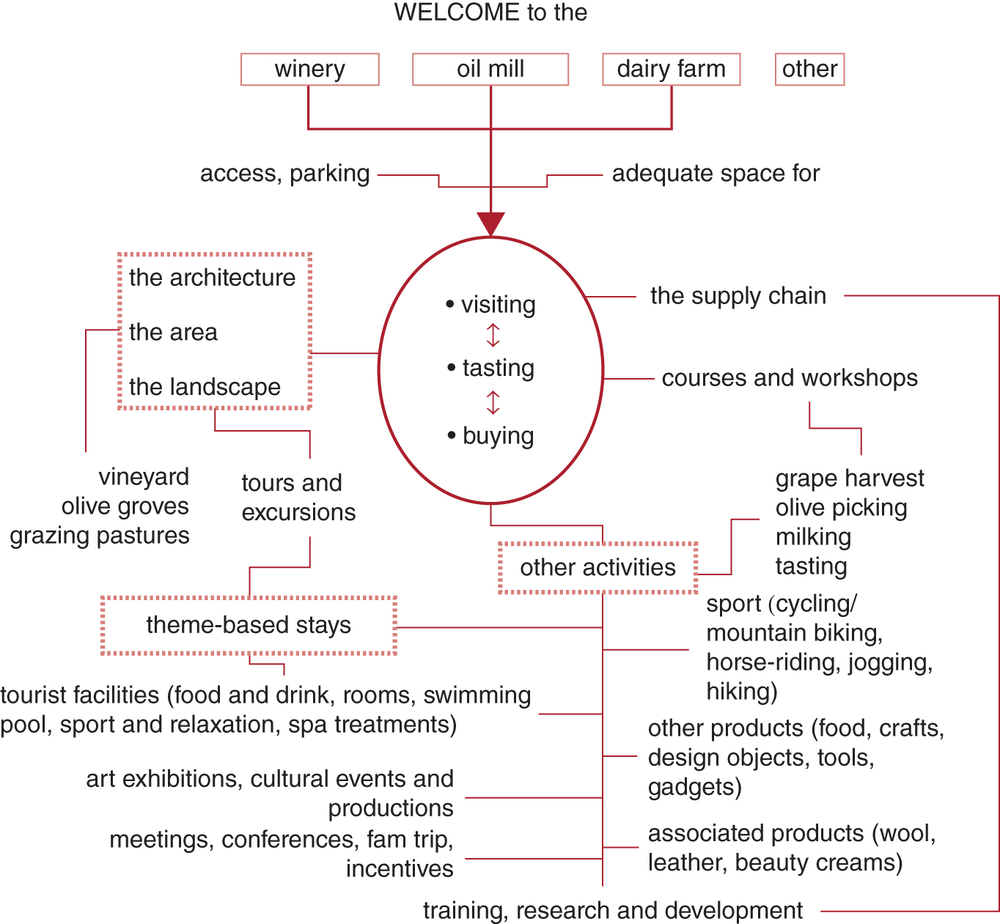 WELCOME to the
winery
oil mill
dairy farm
other
access, parking
adequate space for
the architecture
the area
the landscape
• visiting
• tasting
• buying
the supply chain
courses and workshops
vineyard
olive groves
grazing pastures
tours and
excursions
grape harvest
olive picking
milking
tasting
other activities
theme-based stays
sport (cycling/
mountain biking,
horse-riding, jogging,
hiking)
tourist facilities (food and drink, rooms, swimming
pool, sport and relaxation, spa treatments)
other products (food, crafts,
design objects, tools,
gadgets)
art exhibitions, cultural events and
productions
meetings, conferences, fam trip,
incentives
associated products (wool,
leather, beauty creams)
training, research and development